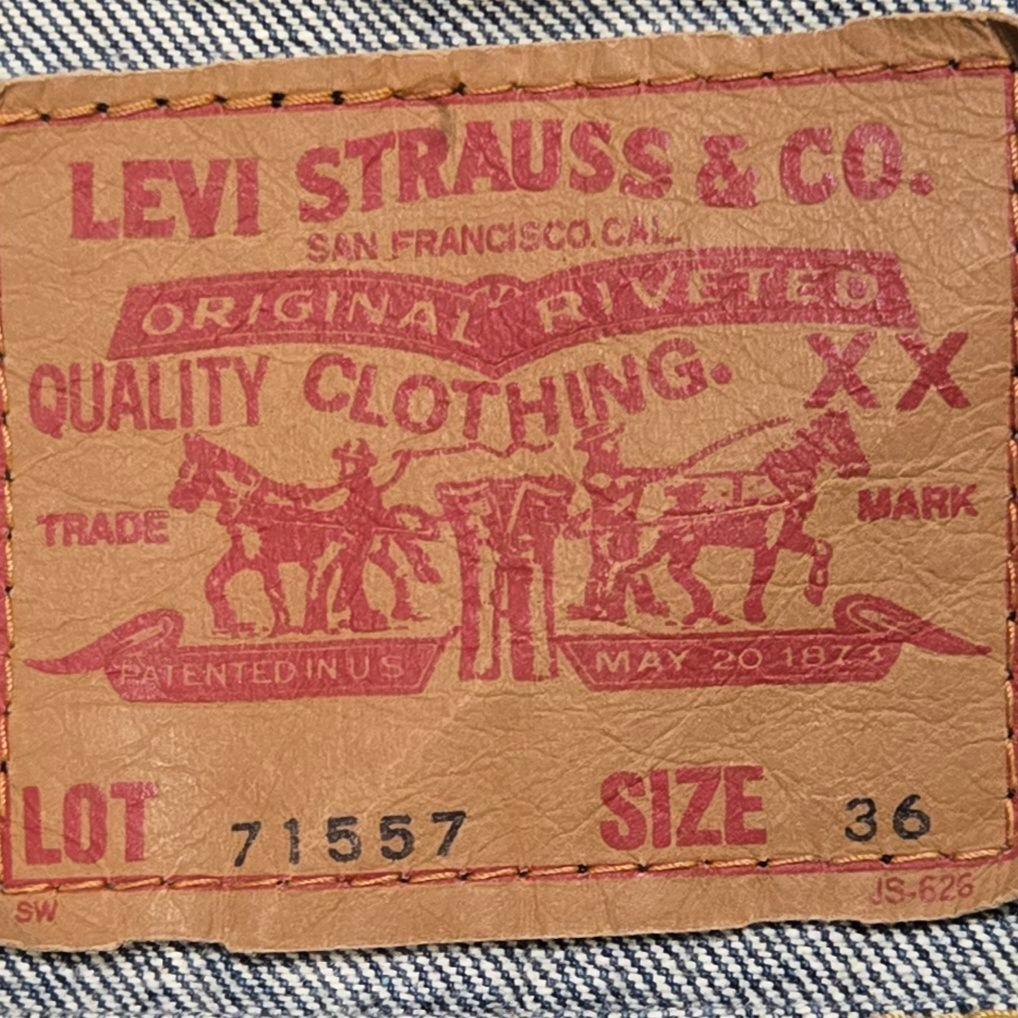 LEVI STRAUSS & CO.
SAN FRANCISCO, CAL.
ORIGINAL RIVETED
QUALITY CLOTHING. XX
TRADE MARK
PATENTED IN U S MAY 20 1873
LOT 71557 SIZE 36
SW JS-626